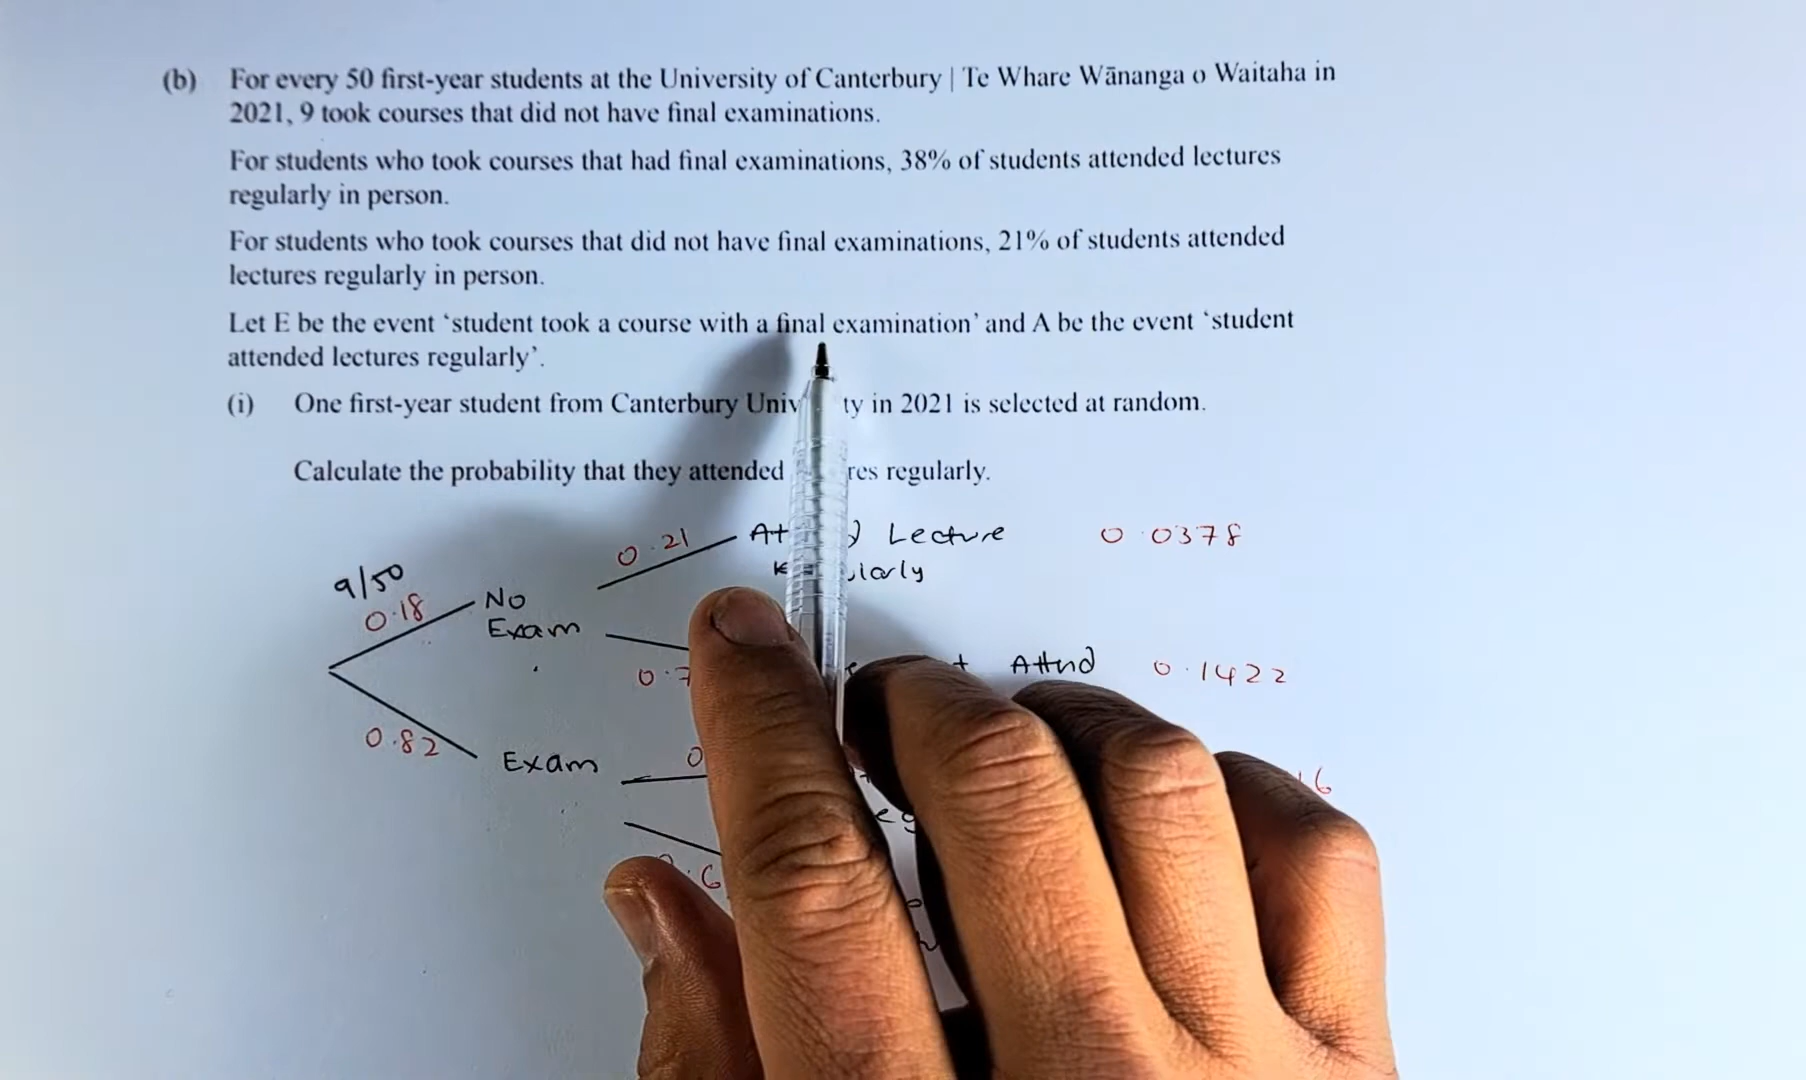 (b) For every 50 first-year students at the University of Canterbury | Te Whare Wānanga o Waitaha in
2021, 9 took courses that did not have final examinations.
For students who took courses that had final examinations, 38% of students attended lectures
regularly in person.
For students who took courses that did not have final examinations, 21% of students attended
lectures regularly in person.
Let E be the event ‘student took a course with a final examination’ and A be the event ‘student
attended lectures regularly’.
(i) One first-year student from Canterbury Univ ty in 2021 is selected at random.
Calculate the probability that they attended res regularly.
0.21 Lecture 0.0378
9/50
0.18 No
Exam
Attnd 0.1422
0.82
Exam